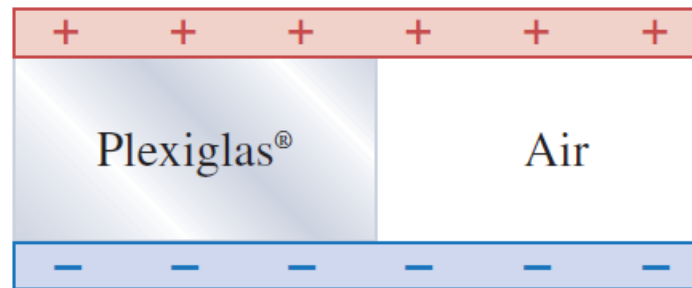 + + + + + +
Plexiglas® Air
− − − − − −